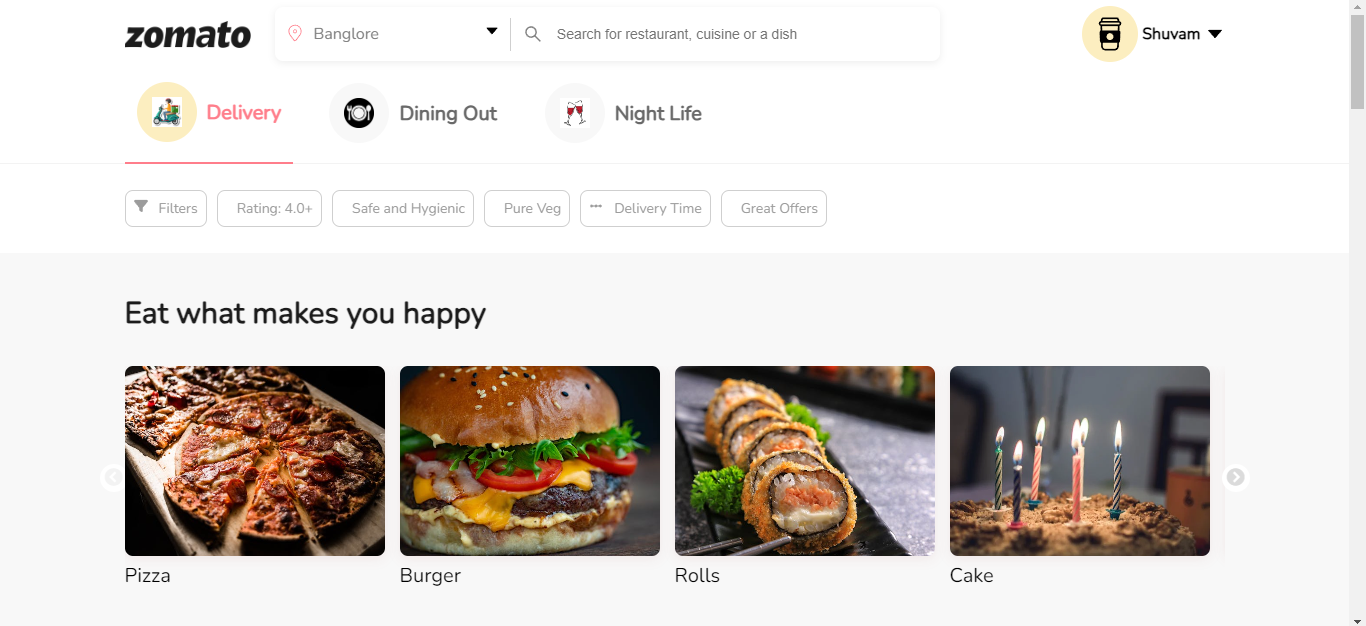 zomato
Banglore
Search for restaurant, cuisine or a dish
Shuvam
Delivery
Dining Out
Night Life
Filters
Rating: 4.0+
Safe and Hygienic
Pure Veg
Delivery Time
Great Offers
Eat what makes you happy
Pizza
Burger
Rolls
Cake